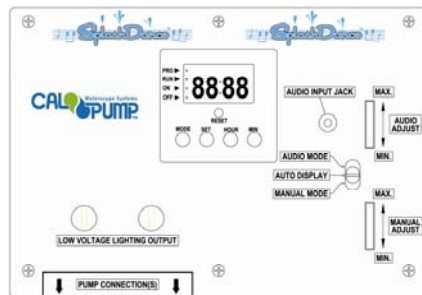 SplashDance
SplashDance
CAL PUMP
Waterscape Systems
PRO
RUN
ON
OFF
88:88
RESET
MODE
SET
HOUR
MIN
AUDIO INPUT JACK
MAX.
AUDIO ADJUST
MIN.
AUDIO MODE
AUTO DISPLAY
MANUAL MODE
MAX.
MANUAL ADJUST
MIN.
LOW VOLTAGE LIGHTING OUTPUT
PUMP CONNECTION(S)